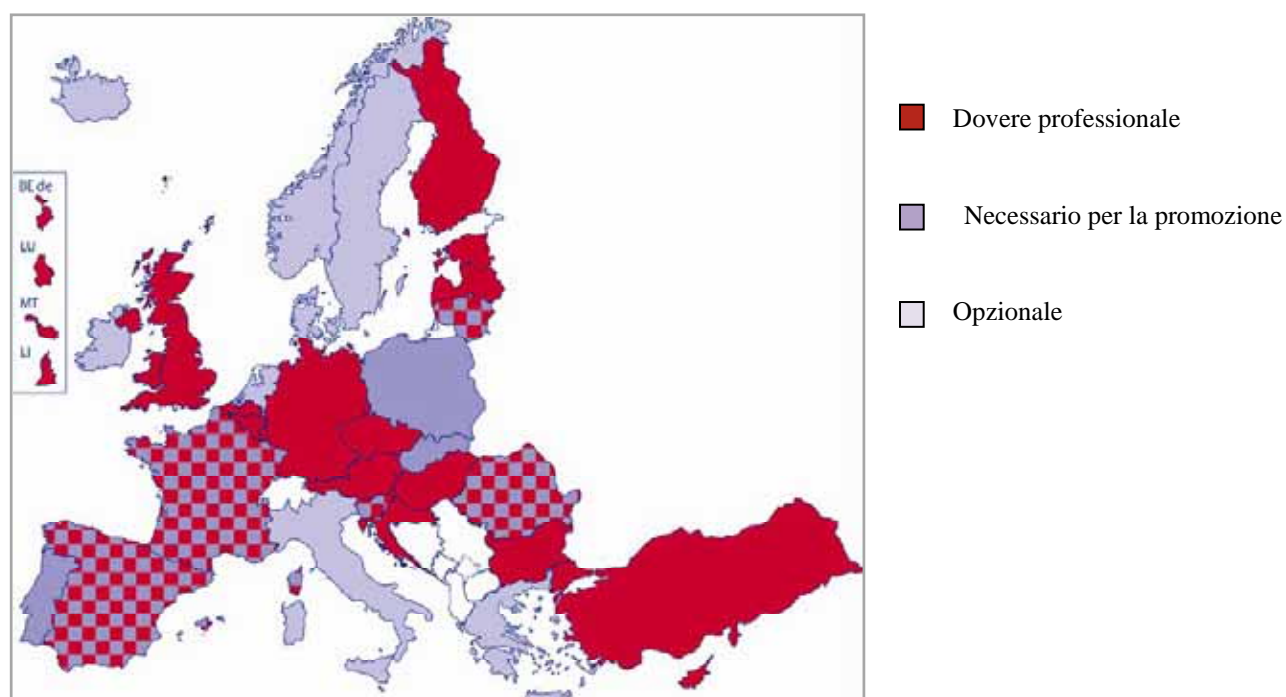 BE de
LU
MT
LI
Dovere professionale
Necessario per la promozione
Opzionale